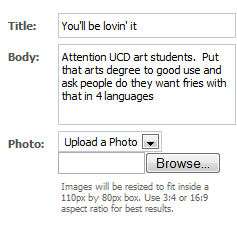 Title: You'll be lovin' it
Body: Attention UCD art students. Put
that arts degree to good use and
ask people do they want fries with
that in 4 languages
Photo: Upload a Photo
Browse...
Images will be resized to fit inside a
110px by 80px box. Use 3:4 or 16:9
aspect ratio for best results.